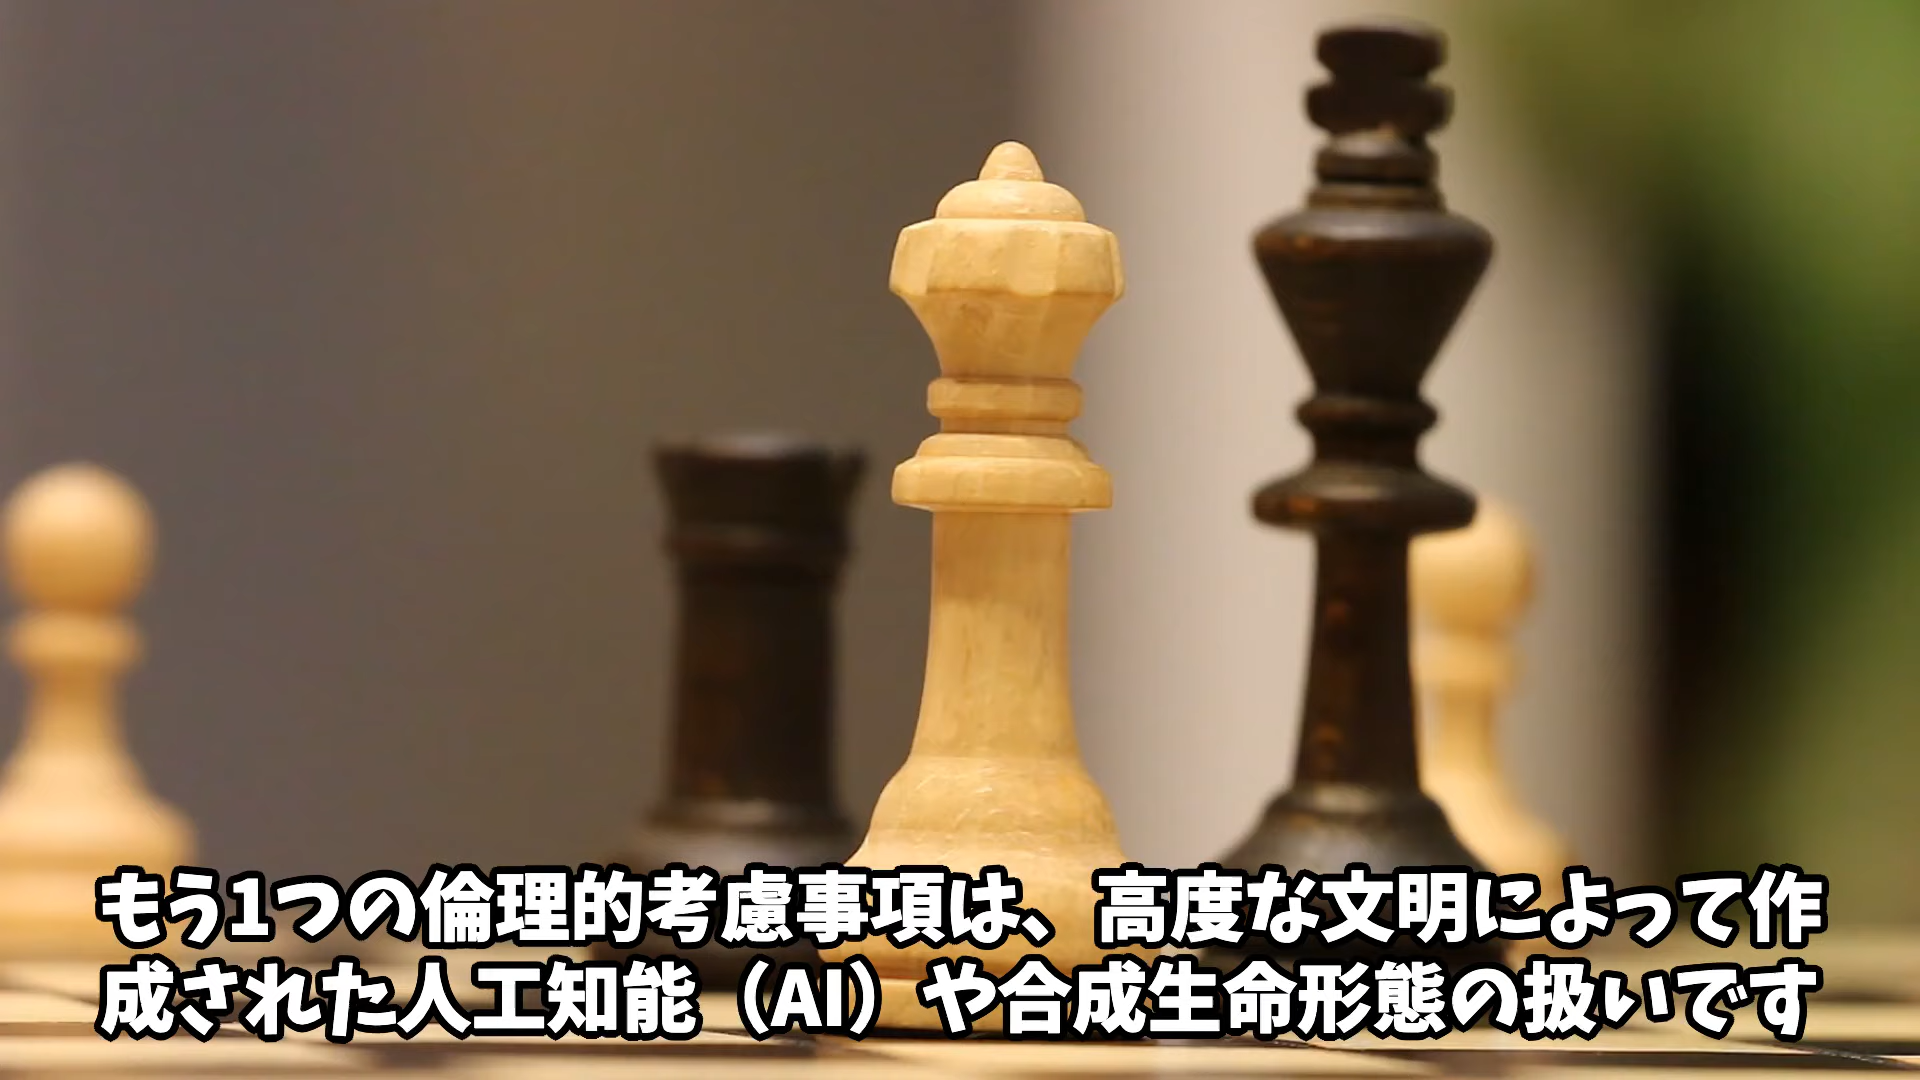 もう1つの倫理的考慮事項は、高度な文明によって作
成された人工知能（AI）や合成生命形態の扱いです